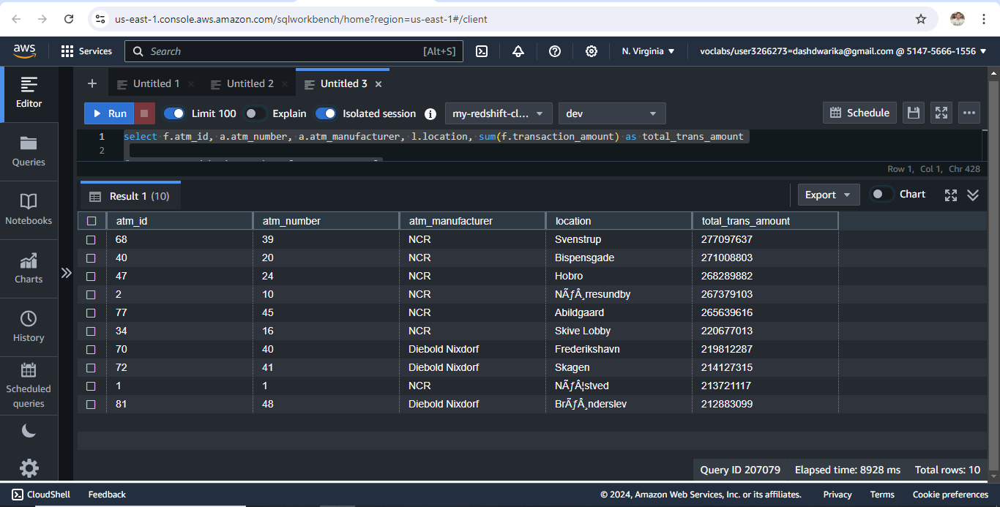 us-east-1.console.aws.amazon.com/sqlworkbench/home?region=us-east-1#/client
aws Services Search [Alt+S] N. Virginia voclabs/user3266273=dashdwarika@gmail.com @ 5147-5666-1556
Editor
Queries
Notebooks
Charts
History
Scheduled queries
Untitled 1 Untitled 2 Untitled 3
Run Limit 100 Explain Isolated session my-redshift-cl... dev Schedule
1 select f.atm_id, a.atm_number, a.atm_manufacturer, l.location, sum(f.transaction_amount) as total_trans_amount
2
Row 1, Col 1, Chr 428
Result 1 (10) Export Chart
atm_id atm_number atm_manufacturer location total_trans_amount
68 39 NCR Svenstrup 277097637
40 20 NCR Bispensgade 271008803
47 24 NCR Hobro 268289882
2 10 NCR NÃƒÂ¸rresundby 267379103
77 45 NCR Abildgaard 265639616
34 16 NCR Skive Lobby 220677013
70 40 Diebold Nixdorf Frederikshavn 219812287
72 41 Diebold Nixdorf Skagen 214127315
1 1 NCR NÃƒÂ¦stved 213721117
81 48 Diebold Nixdorf BrÃƒÂ¸nderslev 212883099
Query ID 207079 Elapsed time: 8928 ms Total rows: 10
CloudShell Feedback © 2024, Amazon Web Services, Inc. or its affiliates. Privacy Terms Cookie preferences